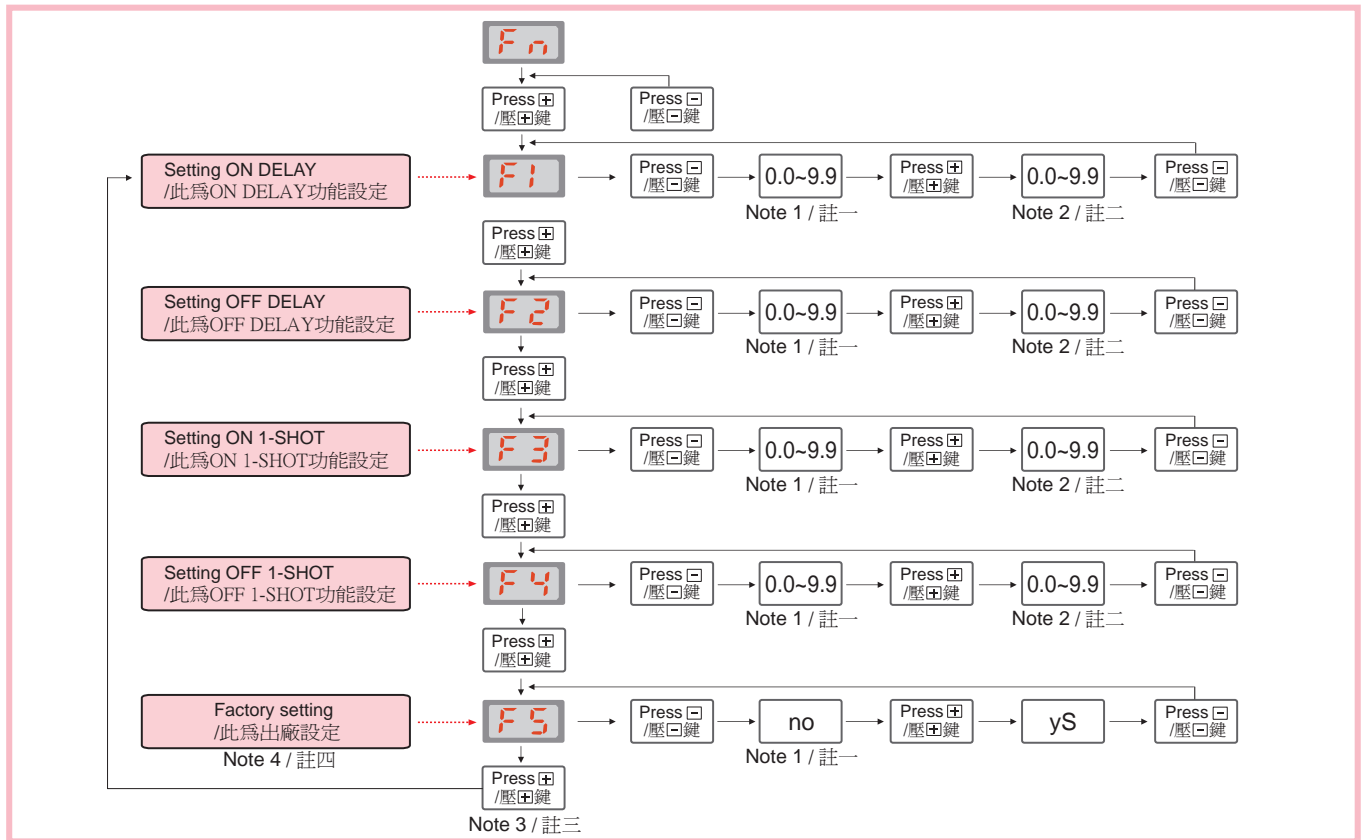 Fn
Press ⊞
/壓⊞鍵
Press ⊟
/壓⊟鍵
Setting ON DELAY
/此爲ON DELAY功能設定
F1
Press ⊟
/壓⊟鍵
0.0~9.9
Note 1 / 註一
Press ⊞
/壓⊞鍵
0.0~9.9
Note 2 / 註二
Press ⊟
/壓⊟鍵
Press ⊞
/壓⊞鍵
Setting OFF DELAY
/此爲OFF DELAY功能設定
F2
Press ⊟
/壓⊟鍵
0.0~9.9
Note 1 / 註一
Press ⊞
/壓⊞鍵
0.0~9.9
Note 2 / 註二
Press ⊟
/壓⊟鍵
Press ⊞
/壓⊞鍵
Setting ON 1-SHOT
/此爲ON 1-SHOT功能設定
F3
Press ⊟
/壓⊟鍵
0.0~9.9
Note 1 / 註一
Press ⊞
/壓⊞鍵
0.0~9.9
Note 2 / 註二
Press ⊟
/壓⊟鍵
Press ⊞
/壓⊞鍵
Setting OFF 1-SHOT
/此爲OFF 1-SHOT功能設定
F4
Press ⊟
/壓⊟鍵
0.0~9.9
Note 1 / 註一
Press ⊞
/壓⊞鍵
0.0~9.9
Note 2 / 註二
Press ⊟
/壓⊟鍵
Press ⊞
/壓⊞鍵
Factory setting
/此爲出廠設定
Note 4 / 註四
F5
Press ⊟
/壓⊟鍵
no
Note 1 / 註一
Press ⊞
/壓⊞鍵
yS
Press ⊟
/壓⊟鍵
Press ⊞
/壓⊞鍵
Note 3 / 註三